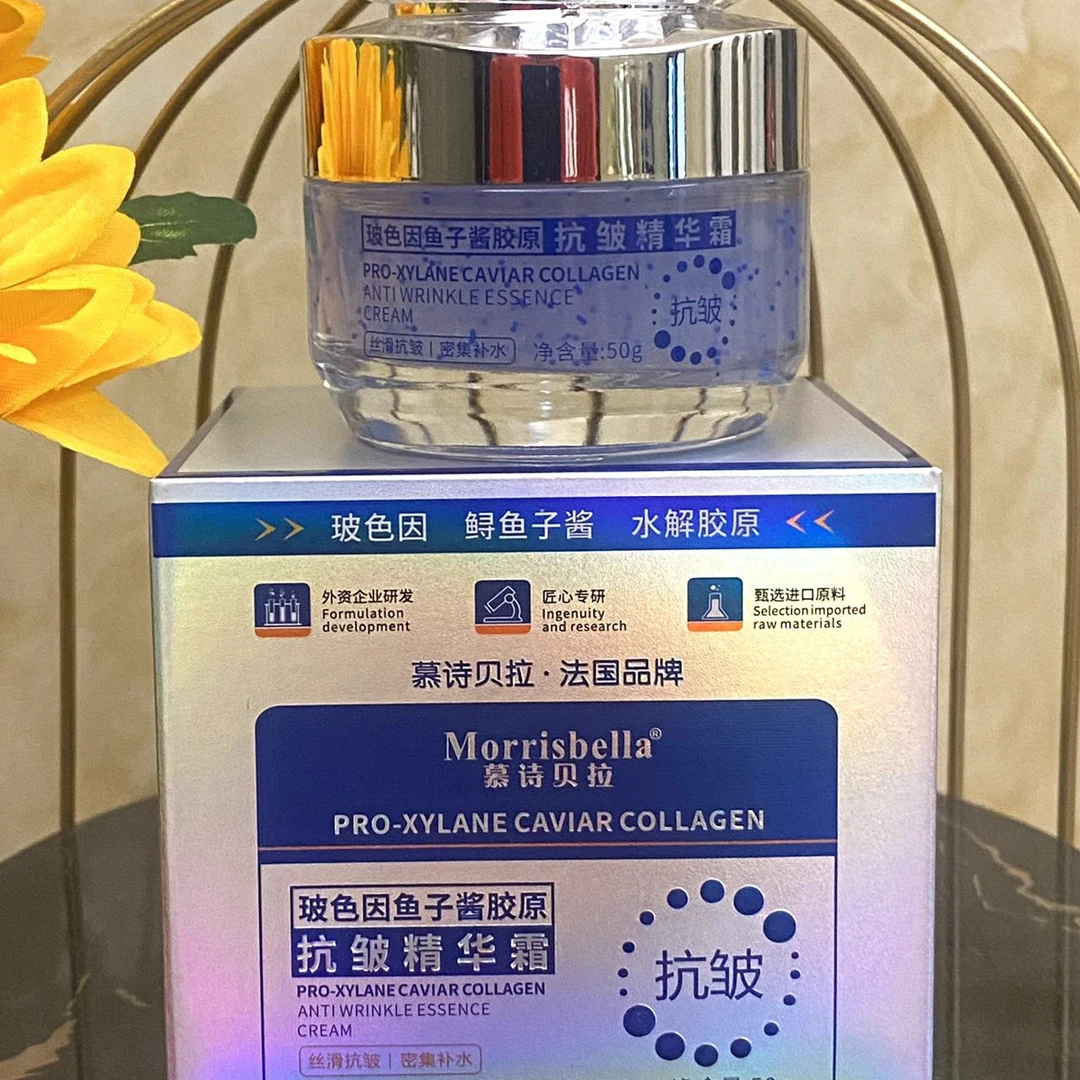 玻色因鱼子酱胶原 抗皱精华霜
PRO-XYLANE CAVIAR COLLAGEN
ANTI WRINKLE ESSENCE
CREAM
抗皱
丝滑抗皱 | 密集补水 净含量:50g
>> 玻色因 鲟鱼子酱 水解胶原 <<
外资企业研发
Formulation
development
匠心专研
Ingenuity
and research
甄选进口原料
Selection imported
raw materials
慕诗贝拉·法国品牌
Morrisbella®
慕诗贝拉
PRO-XYLANE CAVIAR COLLAGEN
玻色因鱼子酱胶原
抗皱精华霜
PRO-XYLANE CAVIAR COLLAGEN
ANTI WRINKLE ESSENCE
CREAM
抗皱
丝滑抗皱 | 密集补水